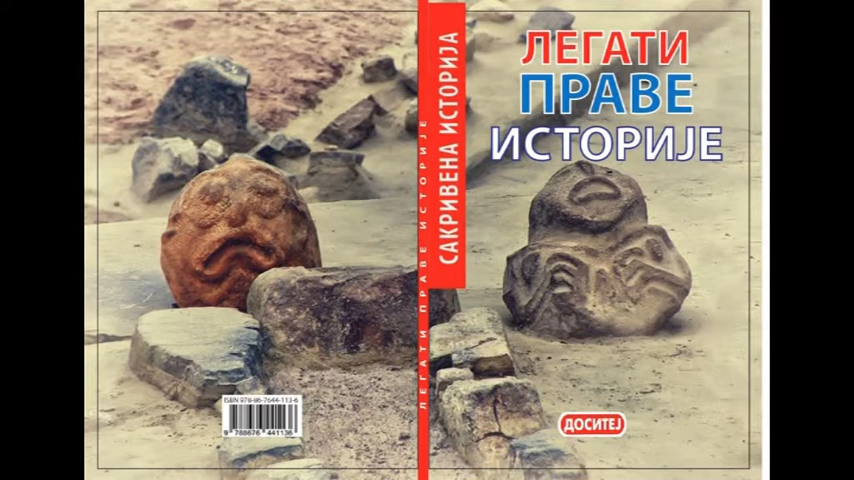 ISBN 978-86-7644-113-6
9 788676 441136
ЛЕГАТИ ПРАВЕ ИСТОРИЈЕ
САКРИВЕНА ИСТОРИЈА
ЛЕГАТИ
ПРАВЕ
ИСТОРИЈЕ
ДОСИТЕЈ